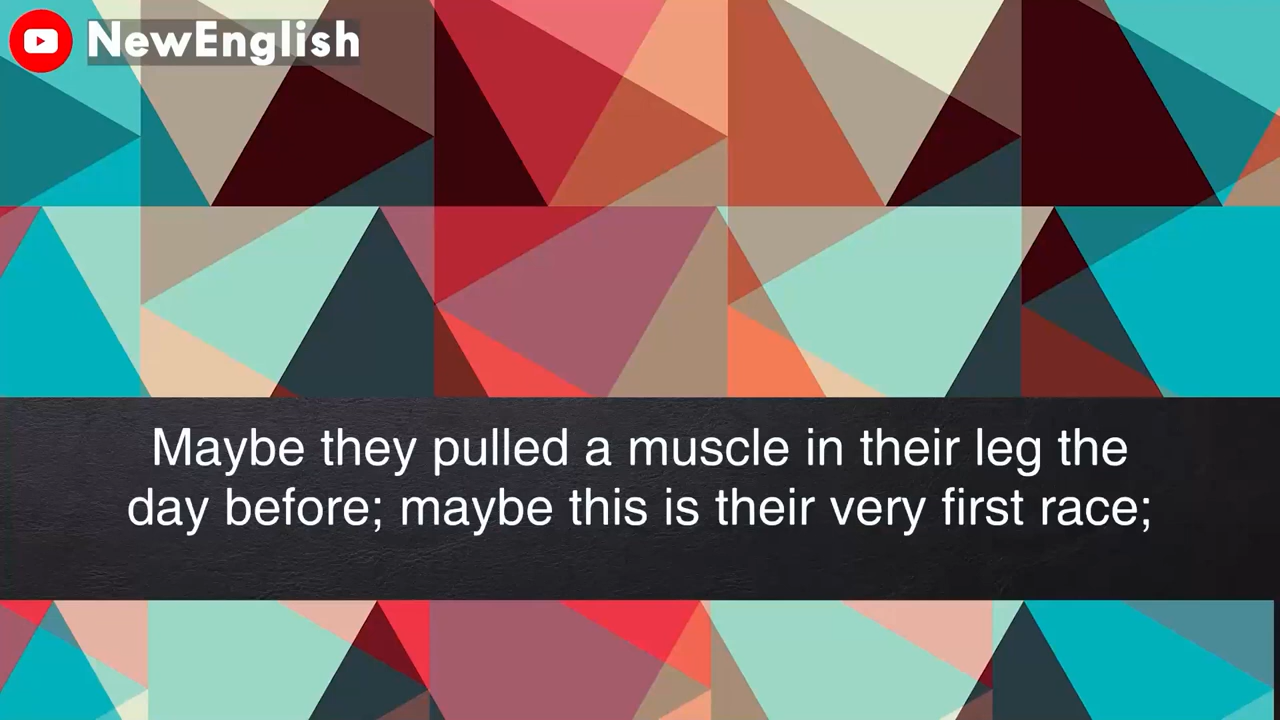 NewEnglish
Maybe they pulled a muscle in their leg the
day before; maybe this is their very first race;